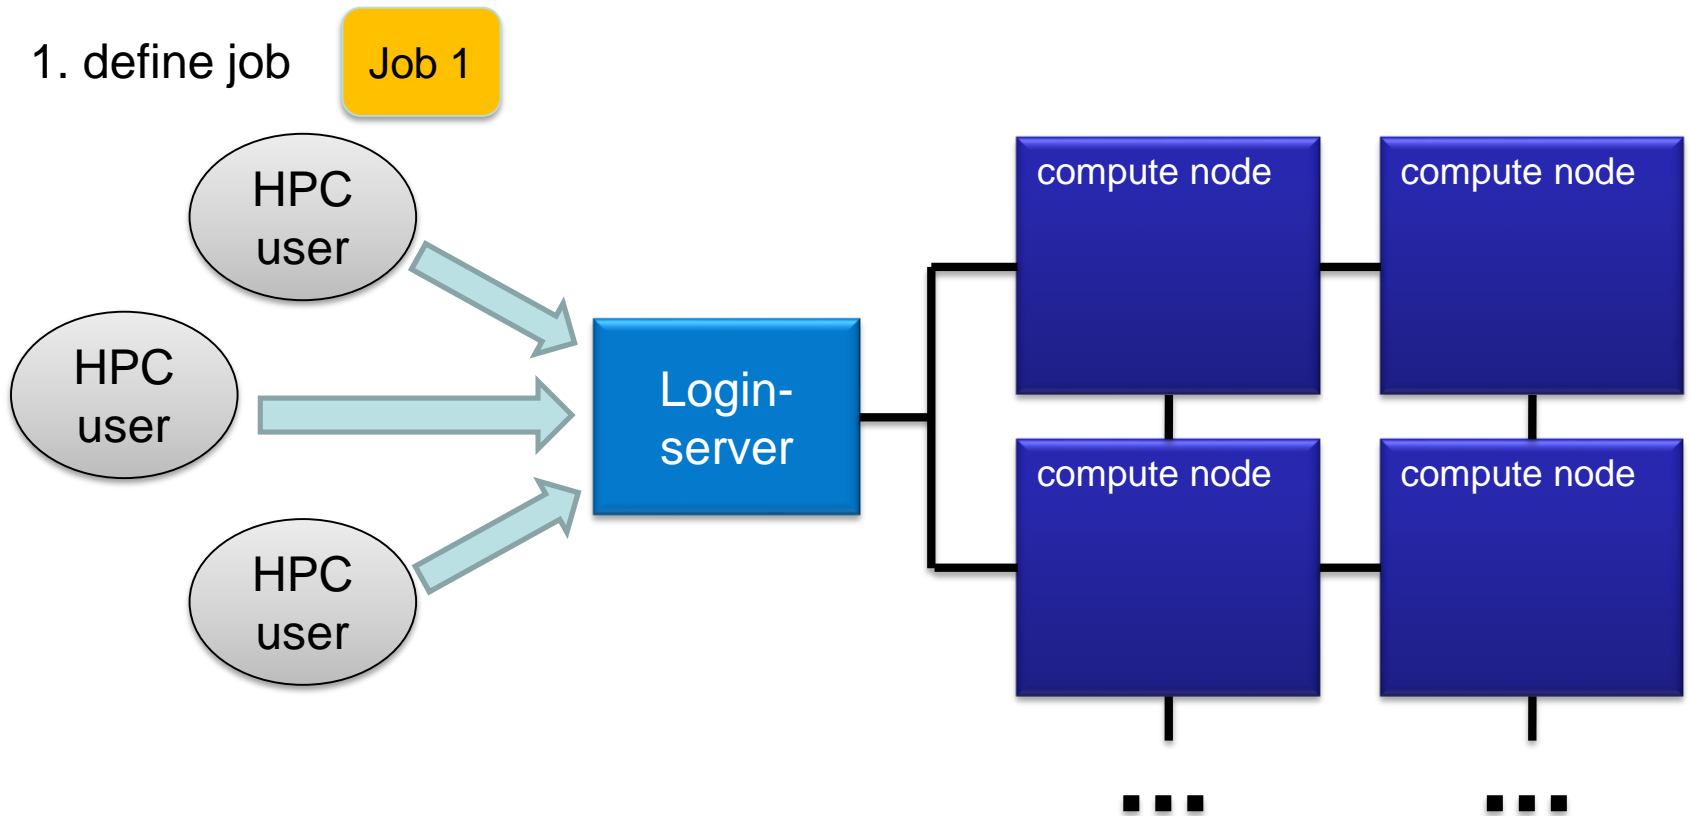 1. define job
Job 1
HPC
user
compute node
compute node
HPC
user
Login-
server
compute node
compute node
HPC
user
...
...